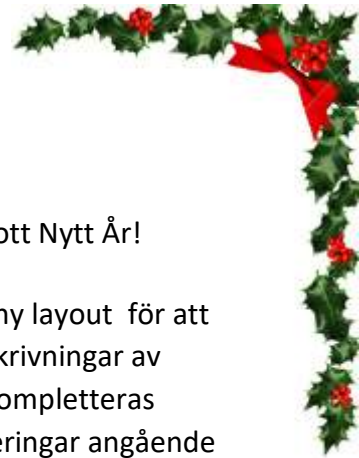 ott Nytt År!
ny layout för att
krivningar av
ompletteras
eringar angående